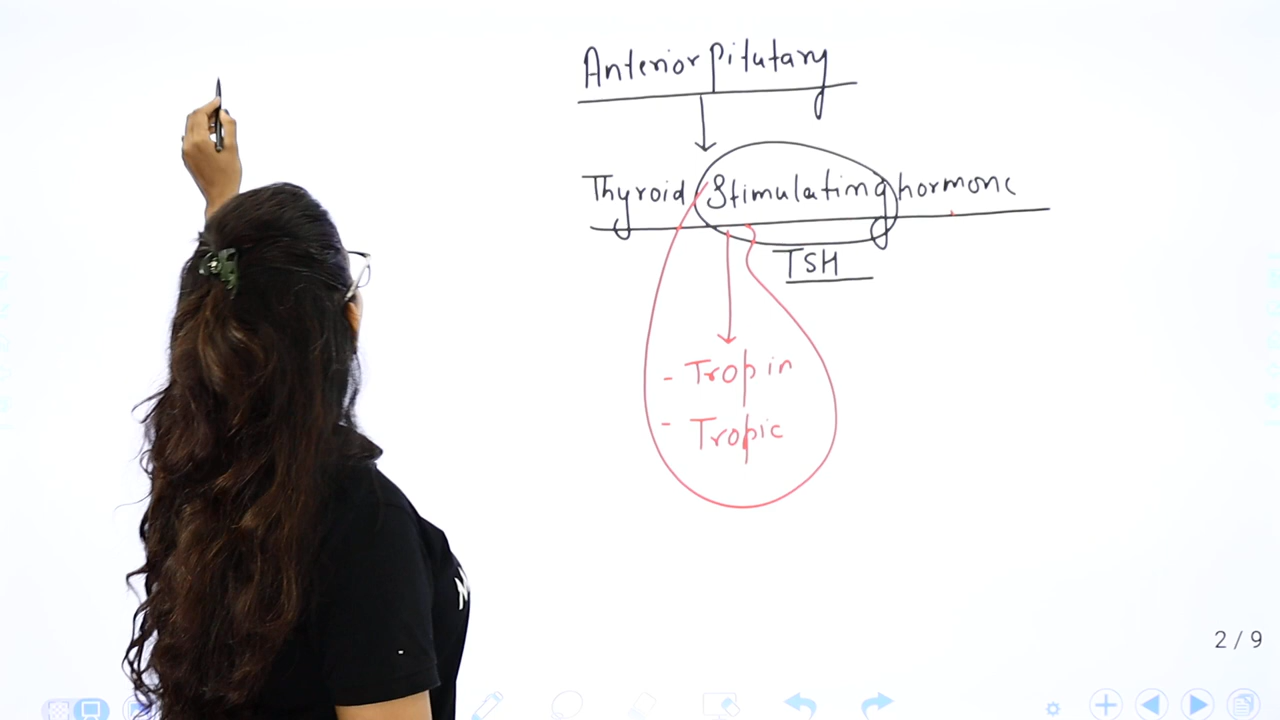 Anterior Pitutary
Thyroid Stimulating hormone
TSH
- Tropin
- Tropic
2 / 9